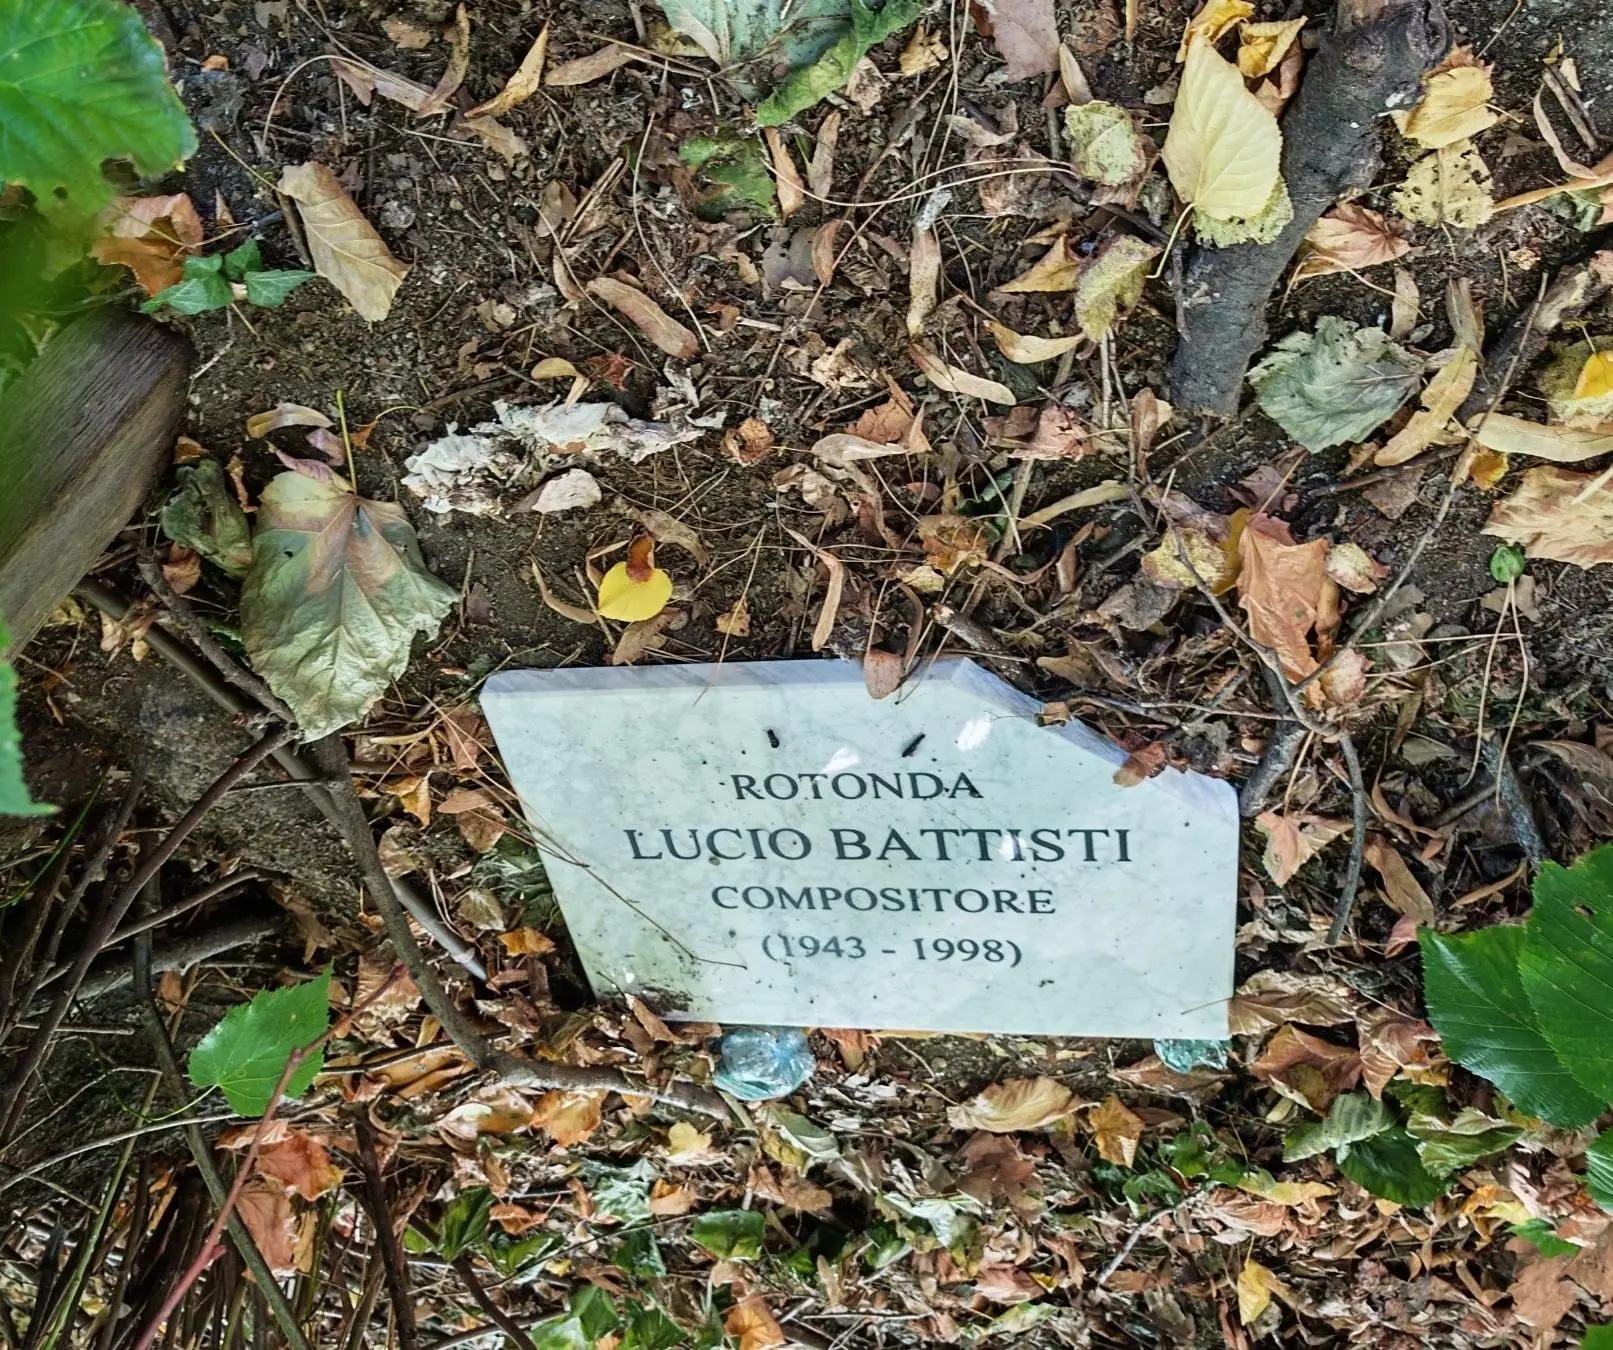 ROTONDA
LUCIO BATTISTI
COMPOSITORE
(1943 - 1998)